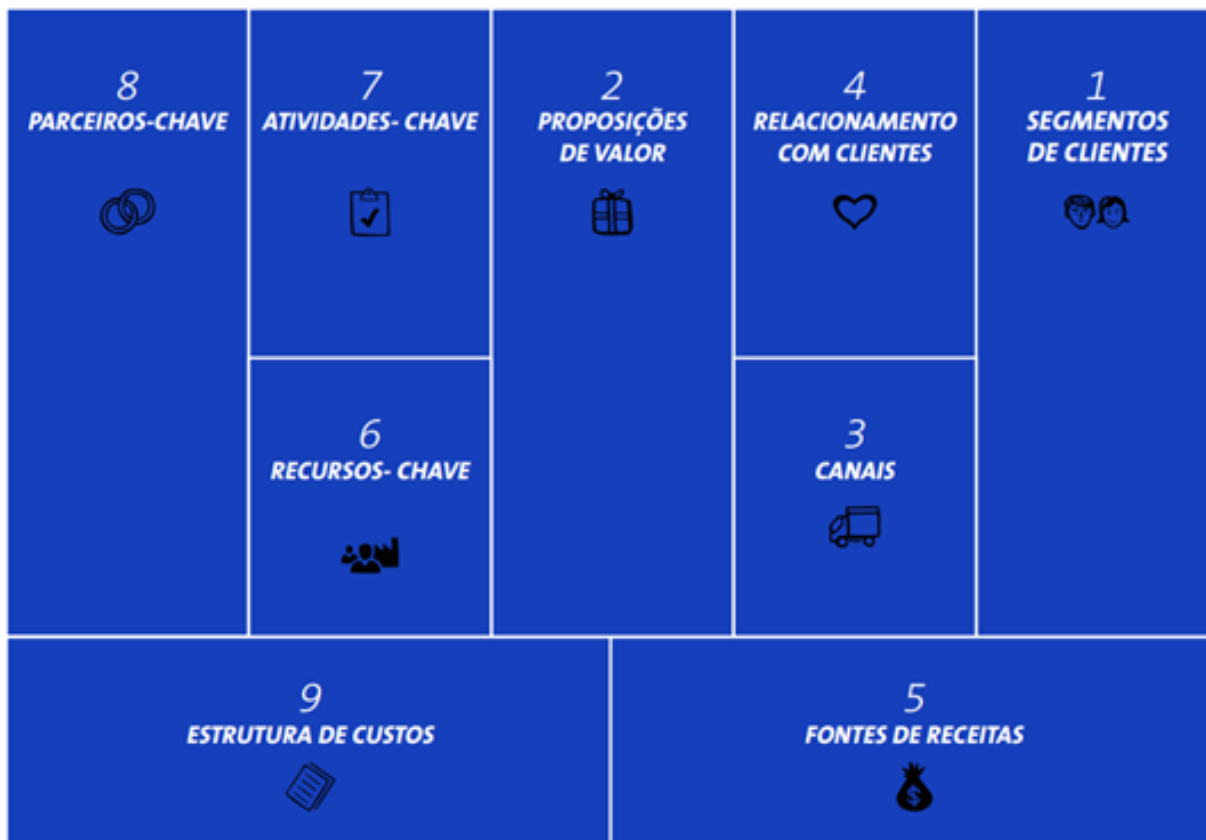 8
PARCEIROS-CHAVE
7
ATIVIDADES- CHAVE
2
PROPOSIÇÕES
DE VALOR
4
RELACIONAMENTO
COM CLIENTES
1
SEGMENTOS
DE CLIENTES
6
RECURSOS- CHAVE
3
CANAIS
9
ESTRUTURA DE CUSTOS
5
FONTES DE RECEITAS
$